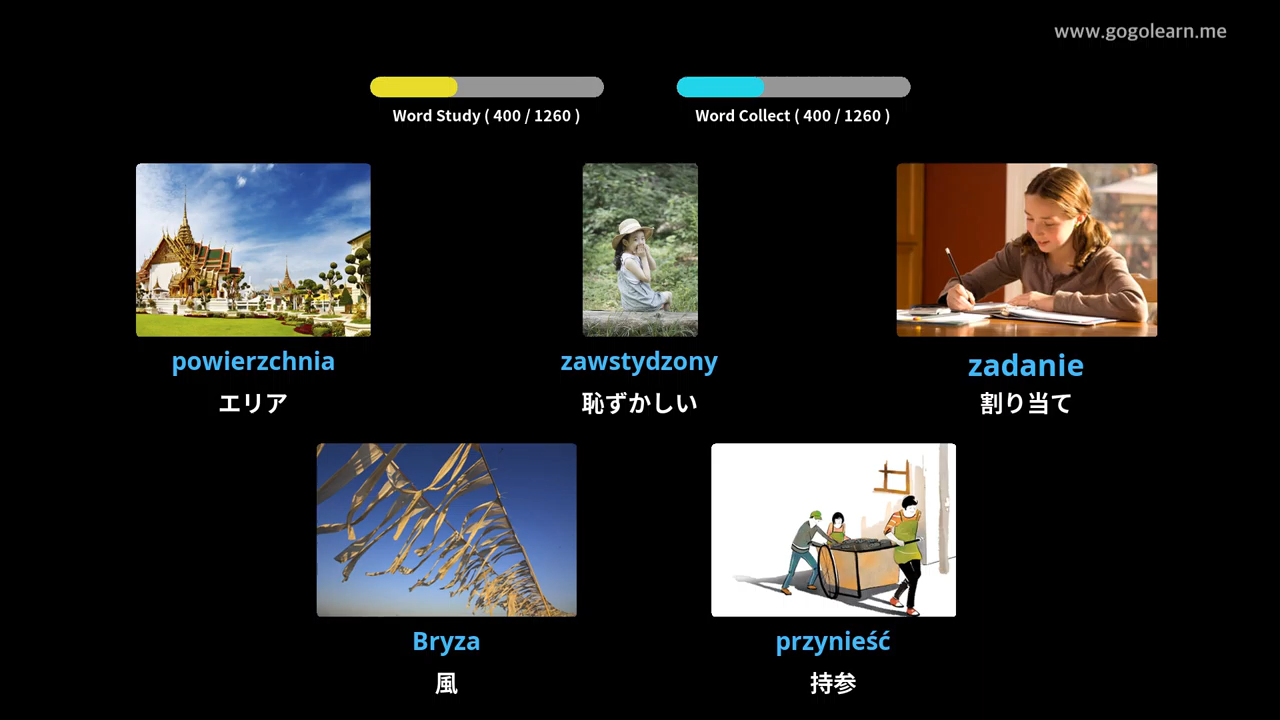 www.gogolearn.me
Word Study ( 400 / 1260 )
Word Collect ( 400 / 1260 )
powierzchnia
エリア
zawstydzony
恥ずかしい
zadanie
割り当て
Bryza
風
przynieść
持参